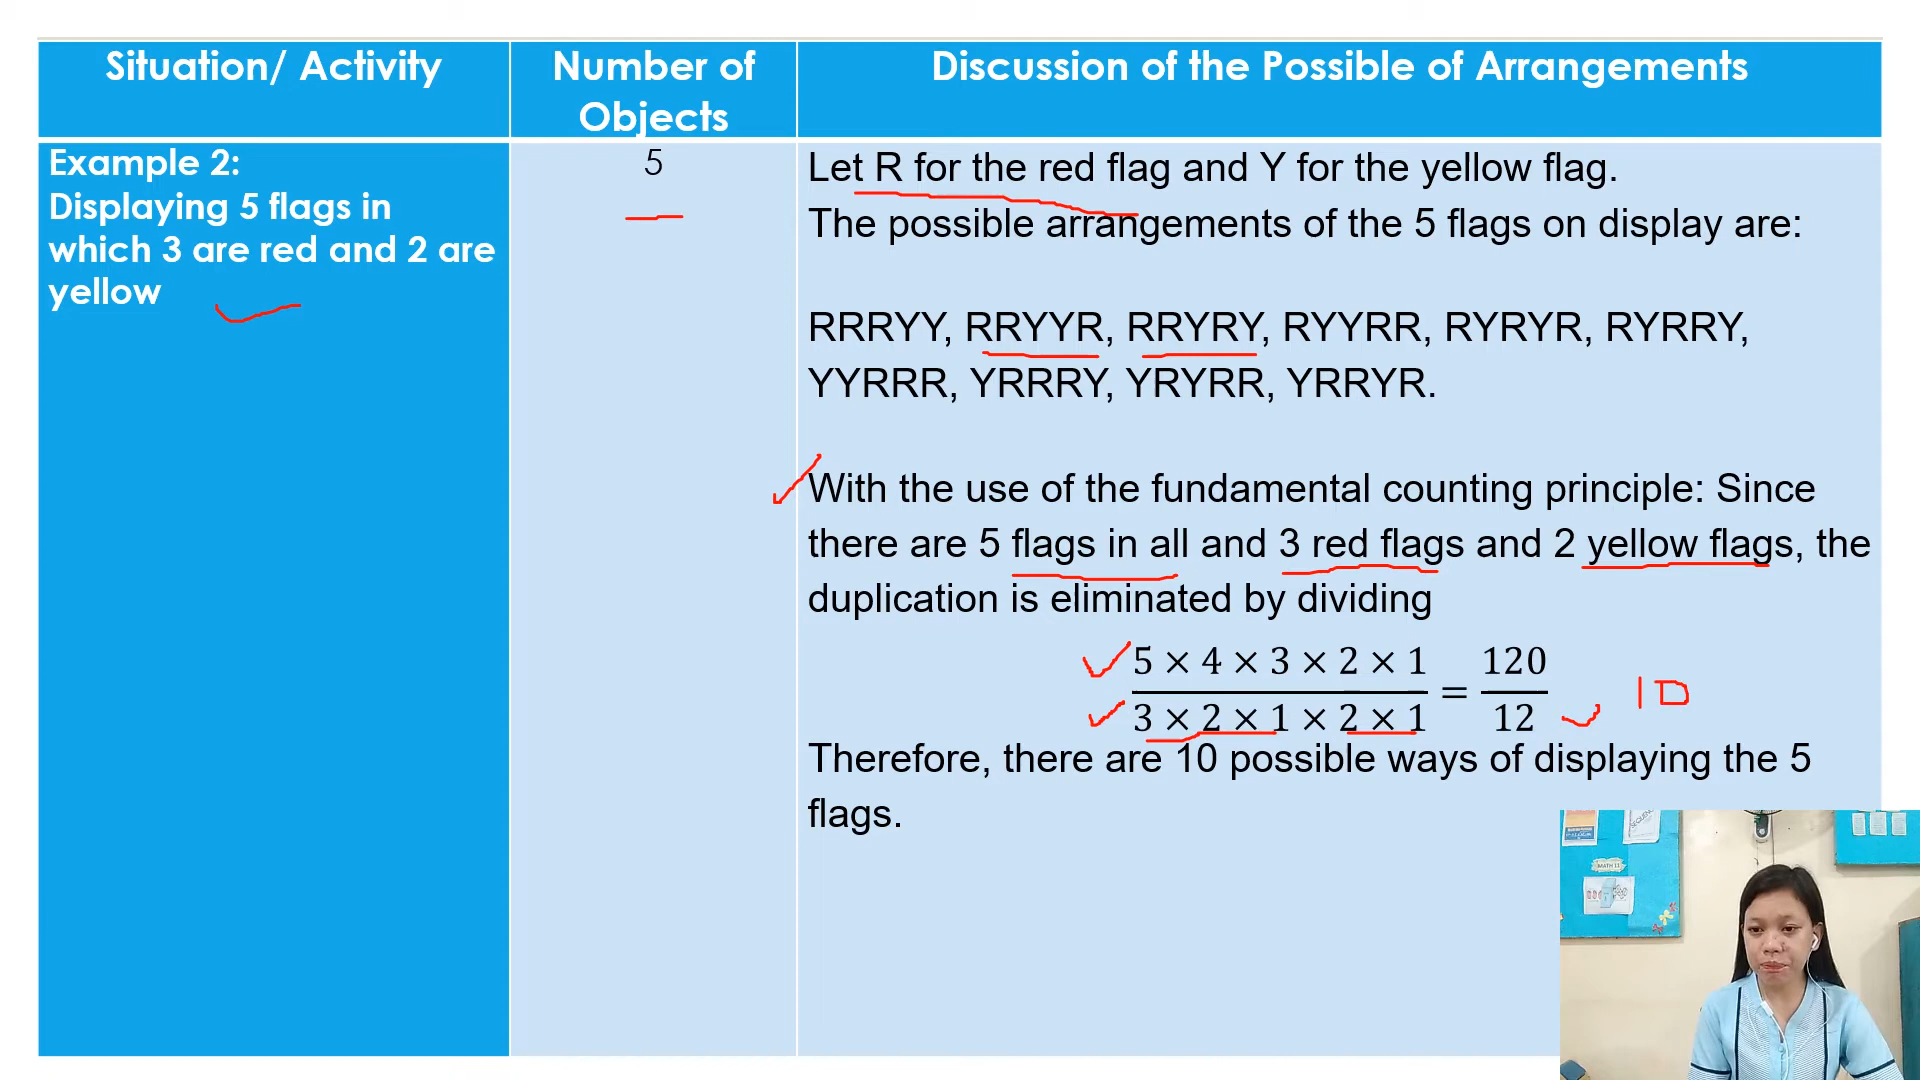 Situation/ Activity
Number of
Objects
Discussion of the Possible of Arrangements
Example 2:
Displaying 5 flags in
which 3 are red and 2 are
yellow
5
Let R for the red flag and Y for the yellow flag.
The possible arrangements of the 5 flags on display are:
RRRYY, RRYYR, RRYRY, RYYRR, RYRYR, RYRRY,
YYRRR, YRRRY, YRYRR, YRRYR.
With the use of the fundamental counting principle: Since
there are 5 flags in all and 3 red flags and 2 yellow flags, the
duplication is eliminated by dividing
5 × 4 × 3 × 2 × 1 / 3 × 2 × 1 × 2 × 1 = 120 / 12 10
Therefore, there are 10 possible ways of displaying the 5
flags.
MATH 11